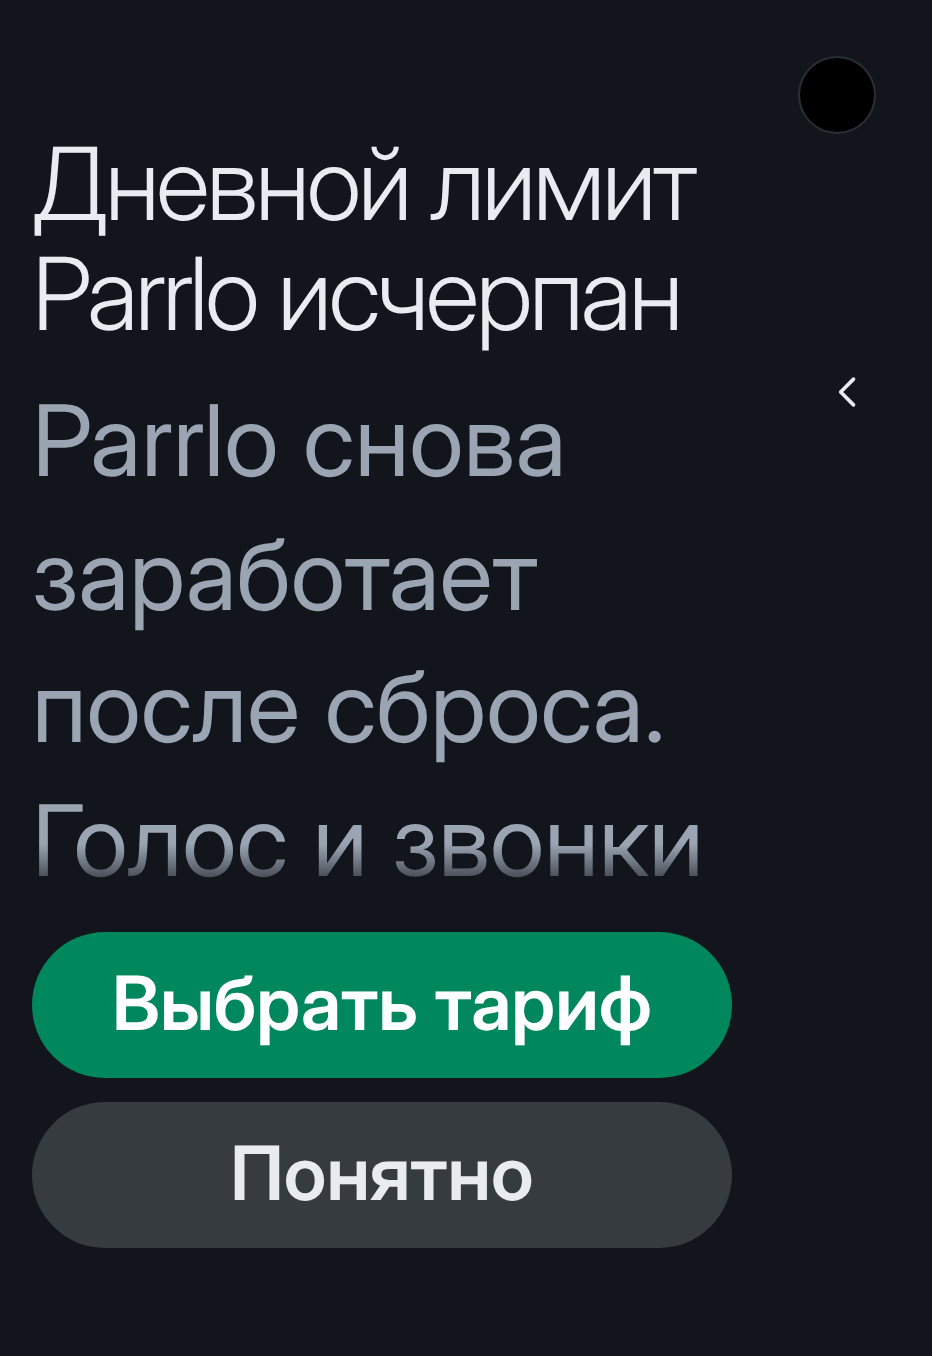 Дневной лимит
Parrlo исчерпан
Parrlo снова
заработает
после сброса.
Голос и звонки
Выбрать тариф
Понятно